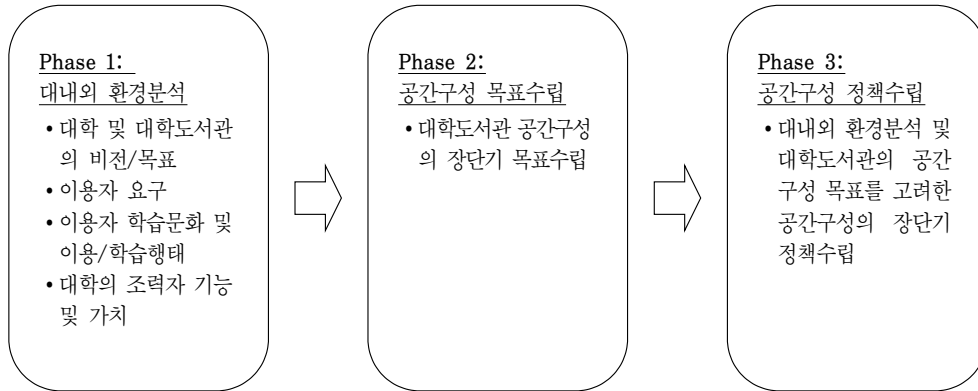 Phase 1:
대내외 환경분석
• 대학 및 대학도서관
의 비전/목표
• 이용자 요구
• 이용자 학습문화 및
이용/학습행태
• 대학의 조력자 기능
및 가치
Phase 2:
공간구성 목표수립
• 대학도서관 공간구성
의 장단기 목표수립
Phase 3:
공간구성 정책수립
• 대내외 환경분석 및
대학도서관의 공간
구성 목표를 고려한
공간구성의 장단기
정책수립